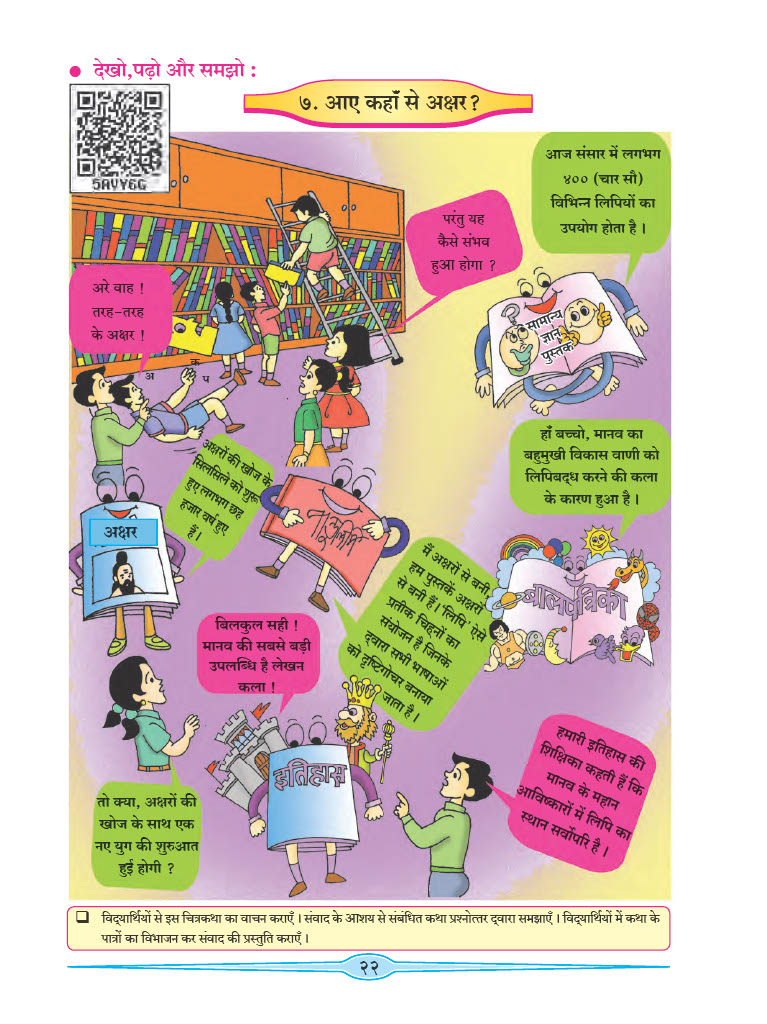 ● देखो,पढ़ो और समझो :
७. आए कहाँ से अक्षर?
5AVY6G
आज संसार में लगभग
४०० (चार सौ)
विभिन्न लिपियों का
उपयोग होता है ।
परंतु यह
कैसे संभव
हुआ होगा ?
अरे वाह !
तरह-तरह
के अक्षर !
सामान्य
ज्ञान
पुस्तक
क
अ
प
हाँ बच्चो, मानव का
बहुमुखी विकास वाणी को
लिपिबद्ध करने की कला
के कारण हुआ है ।
अक्षरों की खोज के
सिलसिले को शुरू
हुए लगभग छह
हजार वर्ष हुए
हैं ।
अक्षर
मैं अक्षरों से बनी,
हम पुस्तकें अक्षरों
से बनी हैं । 'लिपि' ऐसे
प्रतीक चिह्नों का
संयोजन है जिनके
द्वारा सभी भाषाओं
को दृष्टिगोचर बनाया
जाता है ।
बालपत्रिका
बिलकुल सही !
मानव की सबसे बड़ी
उपलब्धि है लेखन
कला !
इतिहास
हमारी इतिहास की
शिक्षिका कहती हैं कि
मानव के महान
आविष्कारों में लिपि का
स्थान सर्वोपरि है ।
तो क्या, अक्षरों की
खोज के साथ एक
नए युग की शुरुआत
हुई होगी ?
❑ विद्यार्थियों से इस चित्रकथा का वाचन कराएँ । संवाद के आशय से संबंधित कथा प्रश्नोत्तर द्वारा समझाएँ । विद्यार्थियों में कथा के
पात्रों का विभाजन कर संवाद की प्रस्तुति कराएँ ।
२२